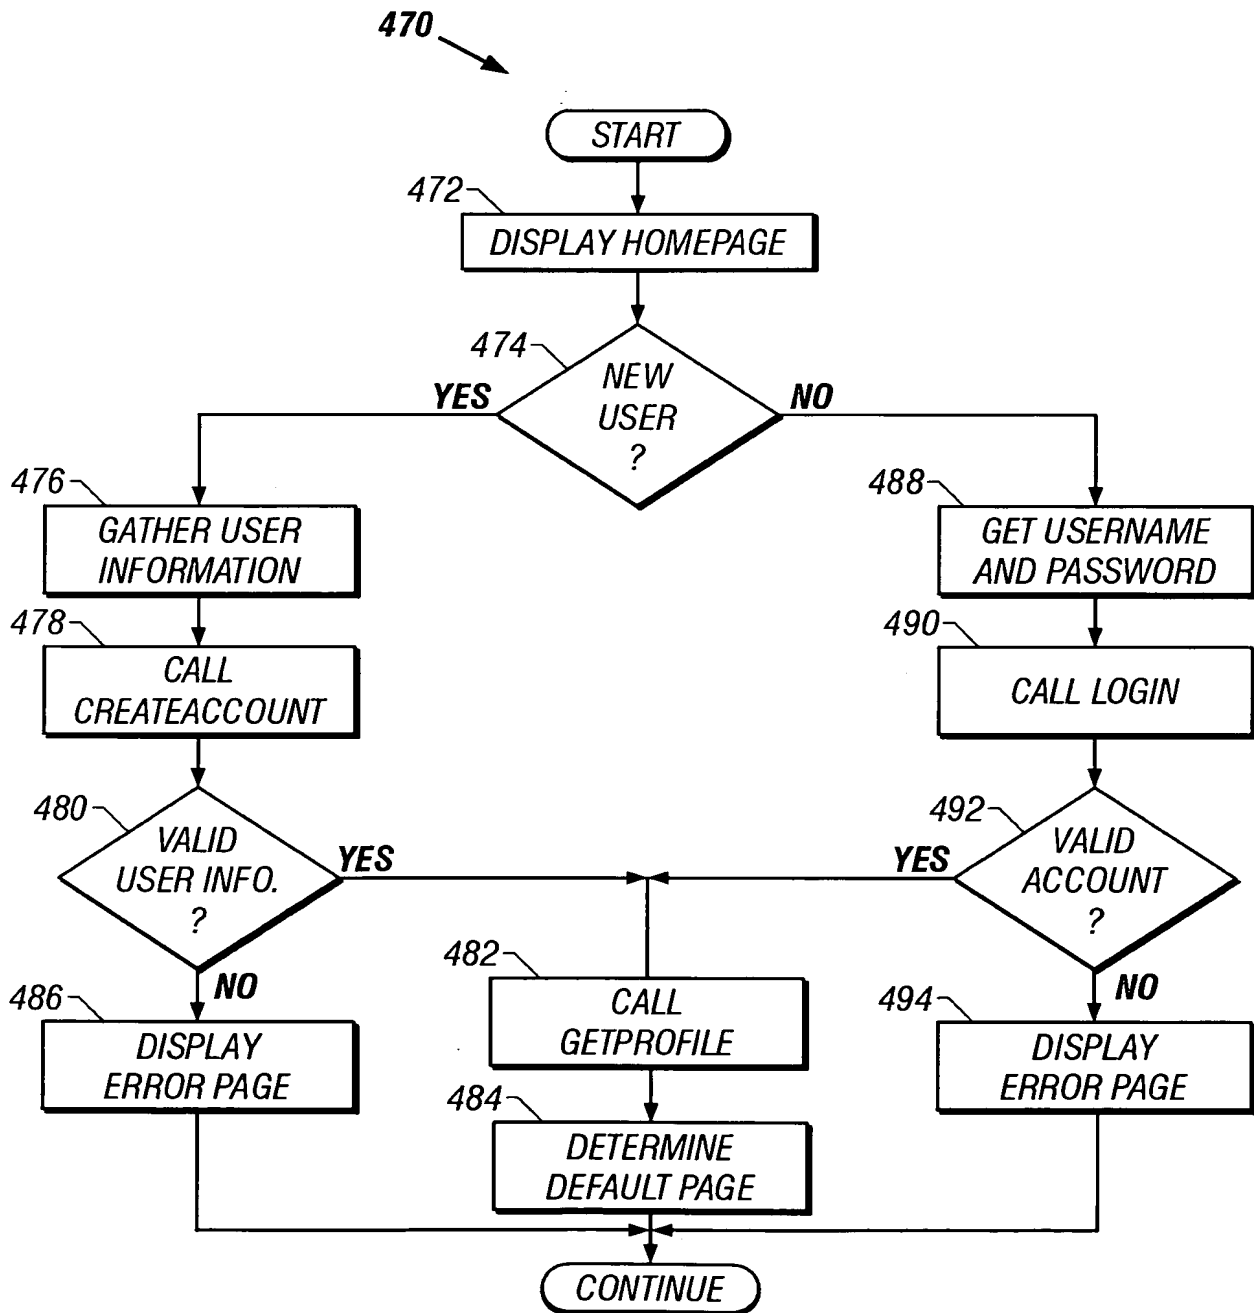 470
START
472
DISPLAY HOMEPAGE
474
NEW
USER
?
YES
NO
476
GATHER USER
INFORMATION
488
GET USERNAME
AND PASSWORD
478
CALL
CREATEACCOUNT
490
CALL LOGIN
480
VALID
USER INFO.
?
YES
NO
492
VALID
ACCOUNT
?
YES
NO
482
CALL
GETPROFILE
486
DISPLAY
ERROR PAGE
494
DISPLAY
ERROR PAGE
484
DETERMINE
DEFAULT PAGE
CONTINUE